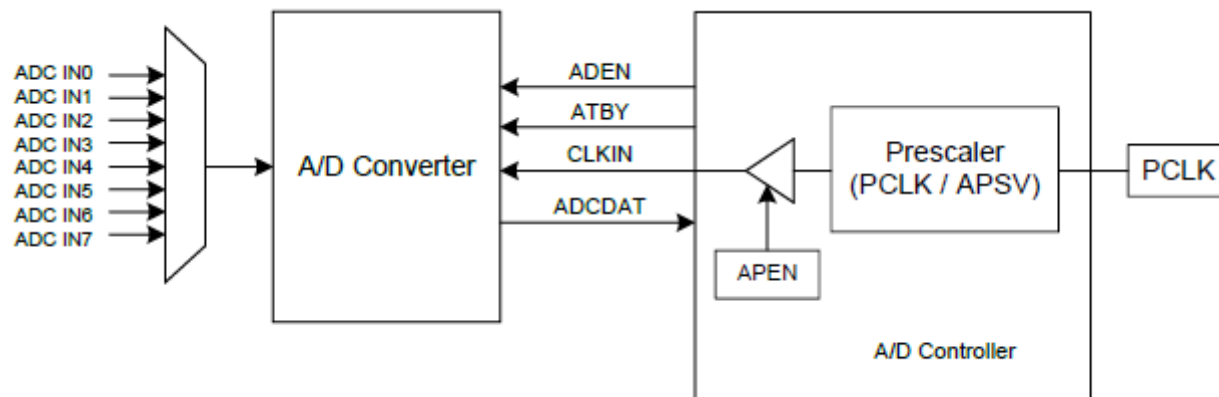 ADC IN0
ADC IN1
ADC IN2
ADC IN3
ADC IN4
ADC IN5
ADC IN6
ADC IN7
A/D Converter
ADEN
ATBY
CLKIN
ADCDAT
APEN
Prescaler
(PCLK / APSV)
A/D Controller
PCLK